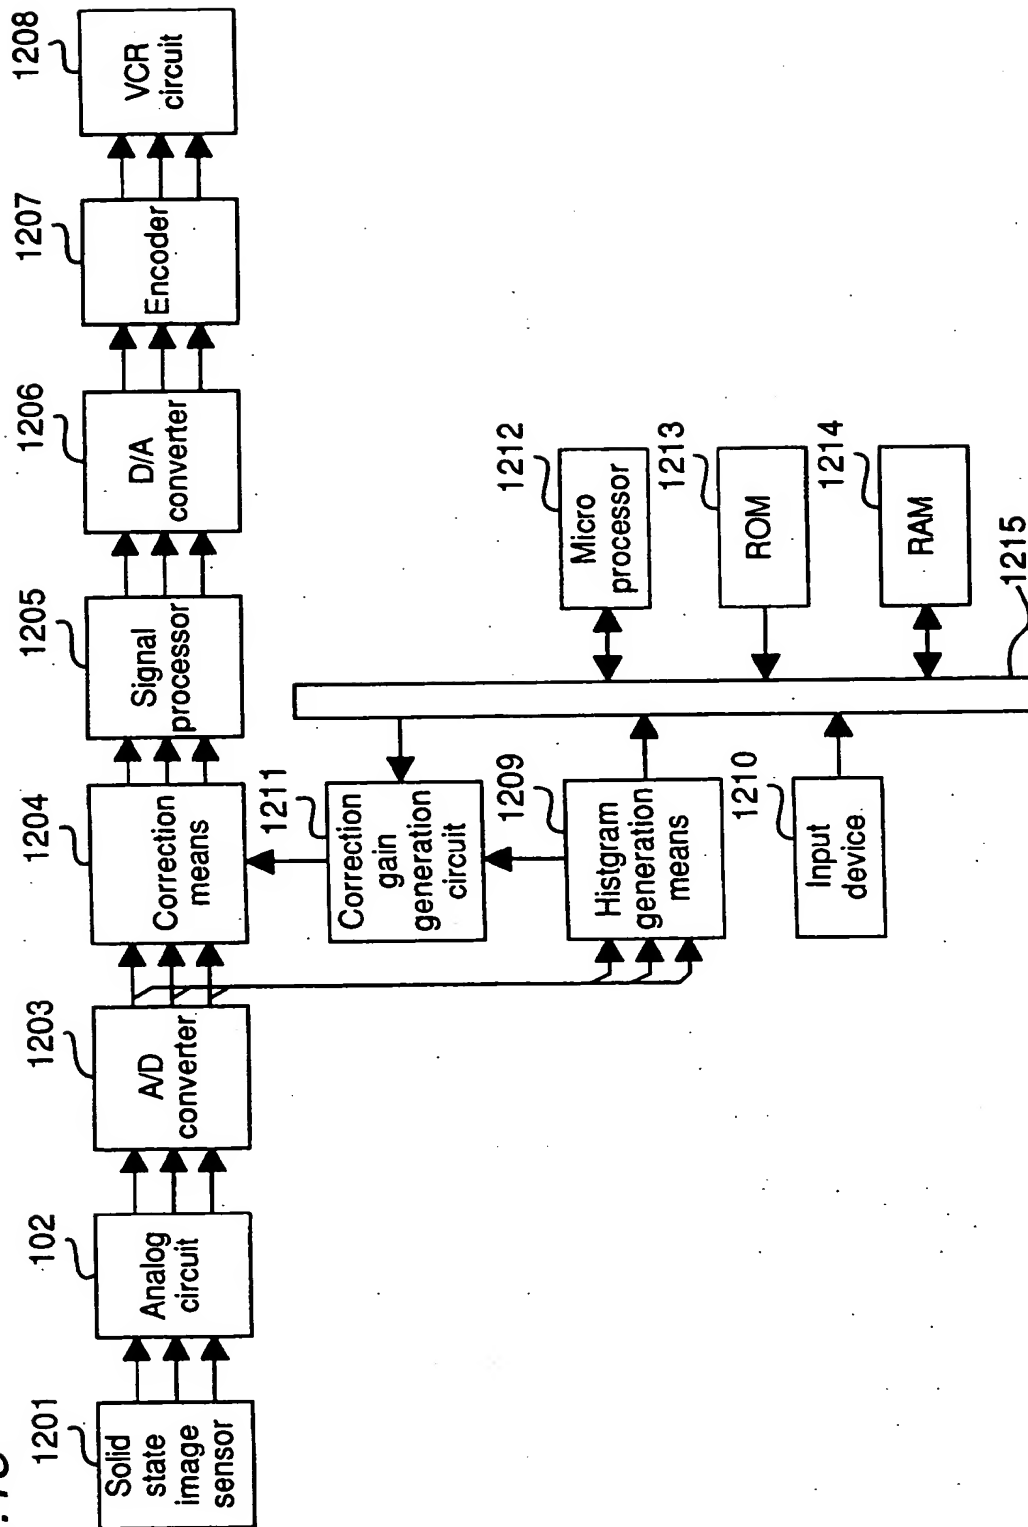 1201
Solid
state
image
sensor
102
Analog
circuit
1203
A/D
converter
1204
Correction
means
1205
Signal
processor
1206
D/A
converter
1207
Encoder
1208
VCR
circuit
1211
Correction
gain
generation
circuit
1209
Histgram
generation
means
1210
Input
device
1212
Micro
processor
1213
ROM
1214
RAM
1215